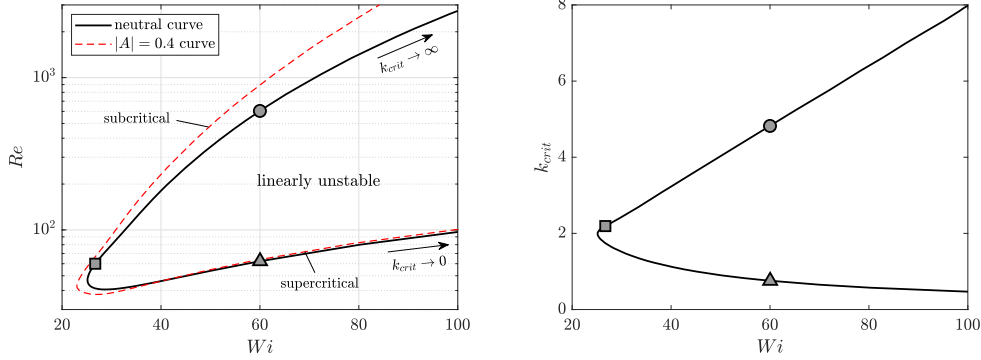 neutral curve
|A| = 0.4 curve
k_crit → ∞
10^3
subcritical
Re
linearly unstable
10^2
k_crit → 0
supercritical
20 40 60 80 100
Wi
8
6
k_crit
4
2
0
20 40 60 80 100
Wi